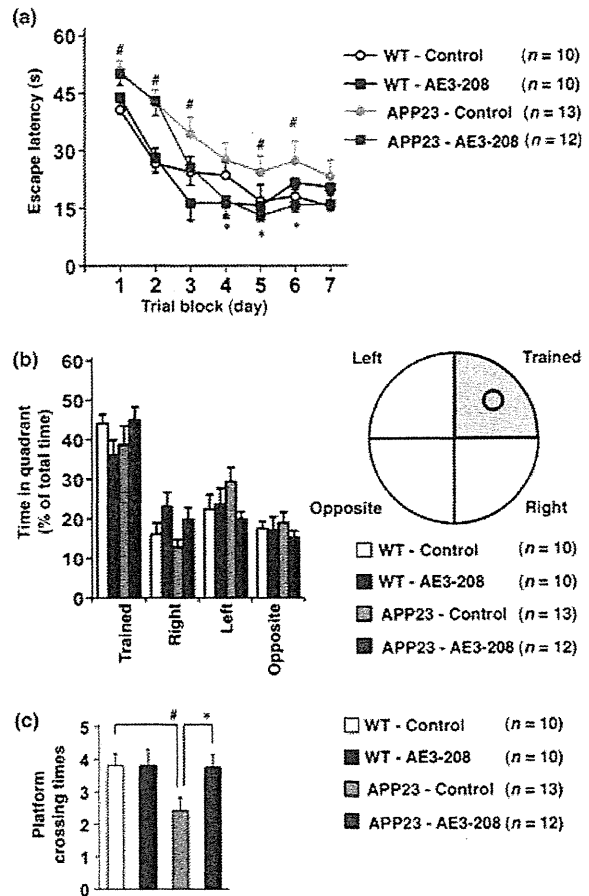 (a)
60
45
30
15
0
Escape latency (s)
#
#
#
#
#
*
*
*
*
1 2 3 4 5 6 7
Trial block (day)
WT - Control (n = 10)
WT - AE3-208 (n = 10)
APP23 - Control (n = 13)
APP23 - AE3-208 (n = 12)
(b)
60
50
40
30
20
10
0
Time in quadrant
(% of total time)
Trained
Right
Left
Opposite
Left
Trained
Opposite
Right
WT - Control (n = 10)
WT - AE3-208 (n = 10)
APP23 - Control (n = 13)
APP23 - AE3-208 (n = 12)
(c)
5
4
3
2
1
0
Platform
crossing times
# *
WT - Control (n = 10)
WT - AE3-208 (n = 10)
APP23 - Control (n = 13)
APP23 - AE3-208 (n = 12)